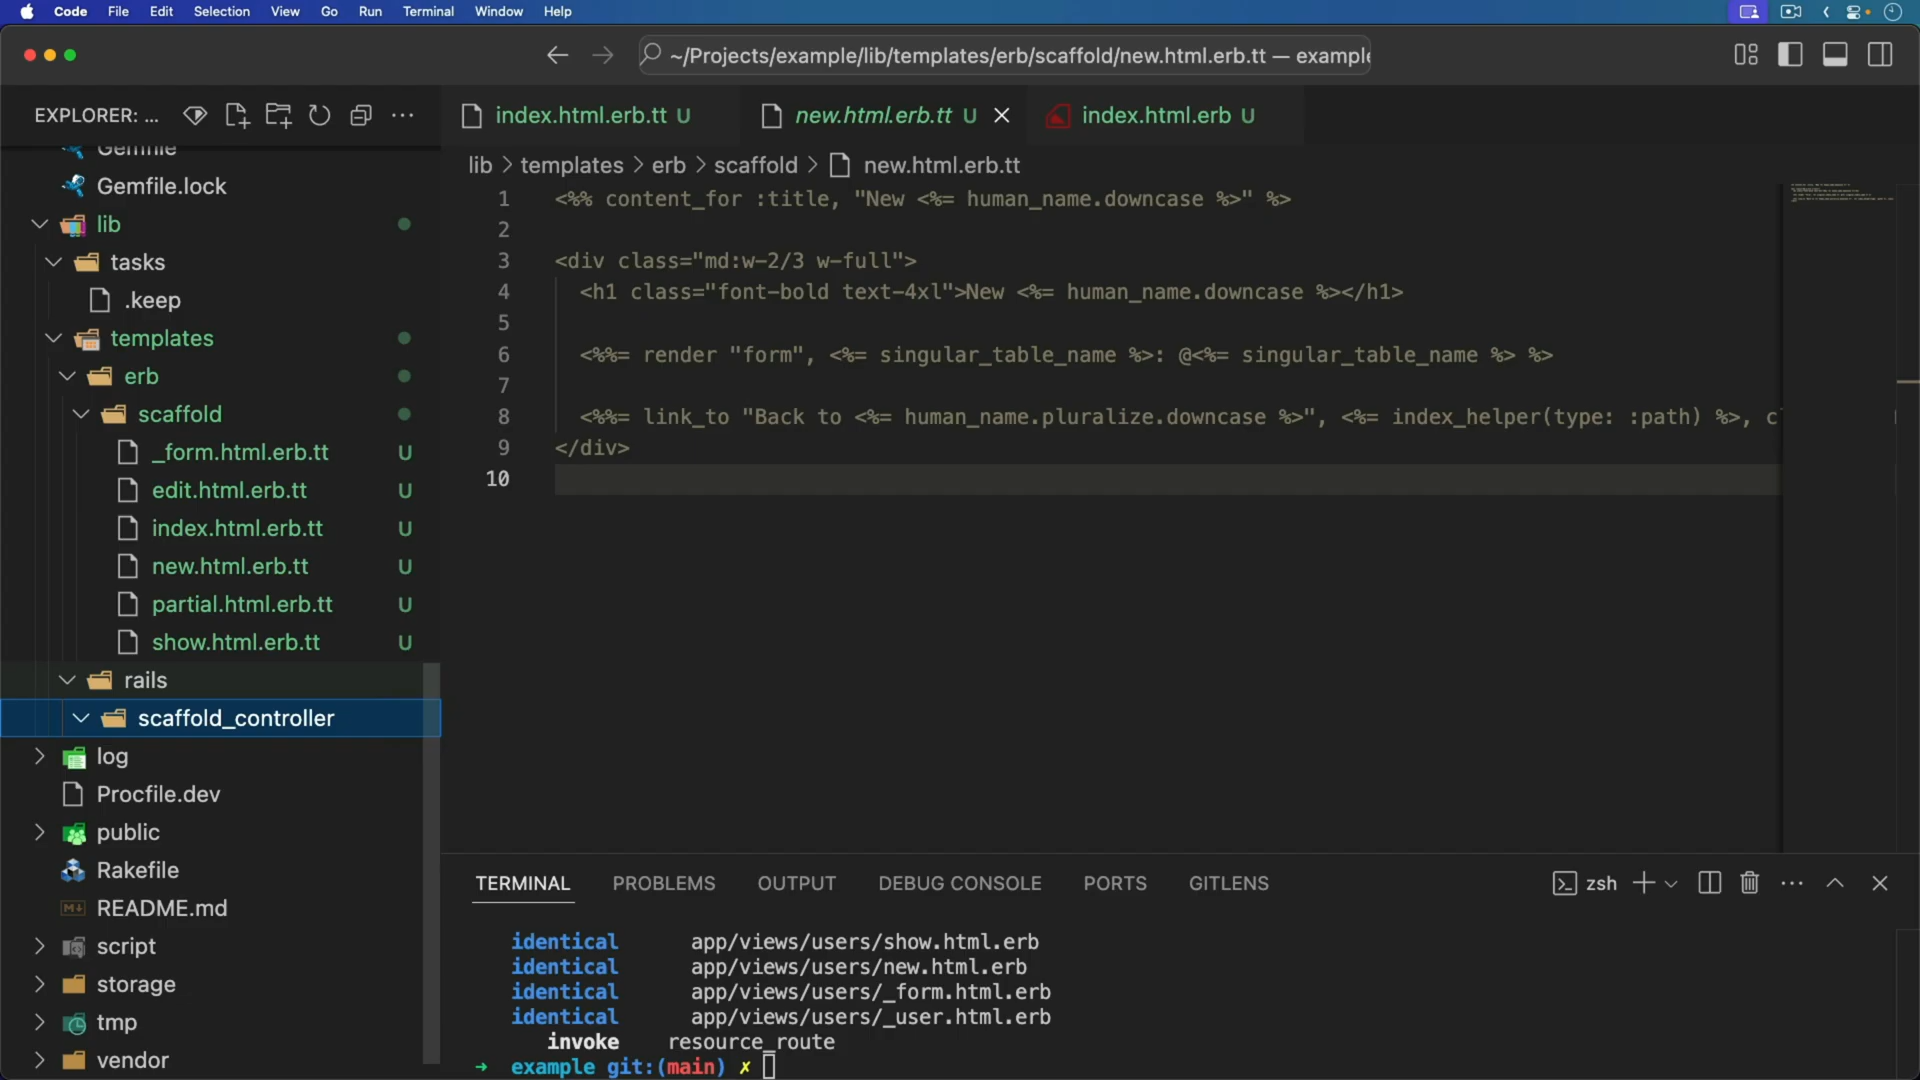 Code File Edit Selection View Go Run Terminal Window Help
~/Projects/example/lib/templates/erb/scaffold/new.html.erb.tt — example
EXPLORER: ...
index.html.erb.tt U
new.html.erb.tt U
index.html.erb U
lib > templates > erb > scaffold > new.html.erb.tt
Gemfile
Gemfile.lock
lib
tasks
.keep
templates
erb
scaffold
_form.html.erb.tt U
edit.html.erb.tt U
index.html.erb.tt U
new.html.erb.tt U
partial.html.erb.tt U
show.html.erb.tt U
rails
scaffold_controller
log
Procfile.dev
public
Rakefile
README.md
script
storage
tmp
vendor
1 <%% content_for :title, "New <%= human_name.downcase %>" %>
2
3 <div class="md:w-2/3 w-full">
4 <h1 class="font-bold text-4xl">New <%= human_name.downcase %></h1>
5
6 <%%= render "form", <%= singular_table_name %>: @<%= singular_table_name %> %>
7
8 <%%= link_to "Back to <%= human_name.pluralize.downcase %>", <%= index_helper(type: :path) %>, cl
9 </div>
10
TERMINAL PROBLEMS OUTPUT DEBUG CONSOLE PORTS GITLENS
zsh
identical app/views/users/show.html.erb
identical app/views/users/new.html.erb
identical app/views/users/_form.html.erb
identical app/views/users/_user.html.erb
invoke resource_route
→ example git:(main) ✗